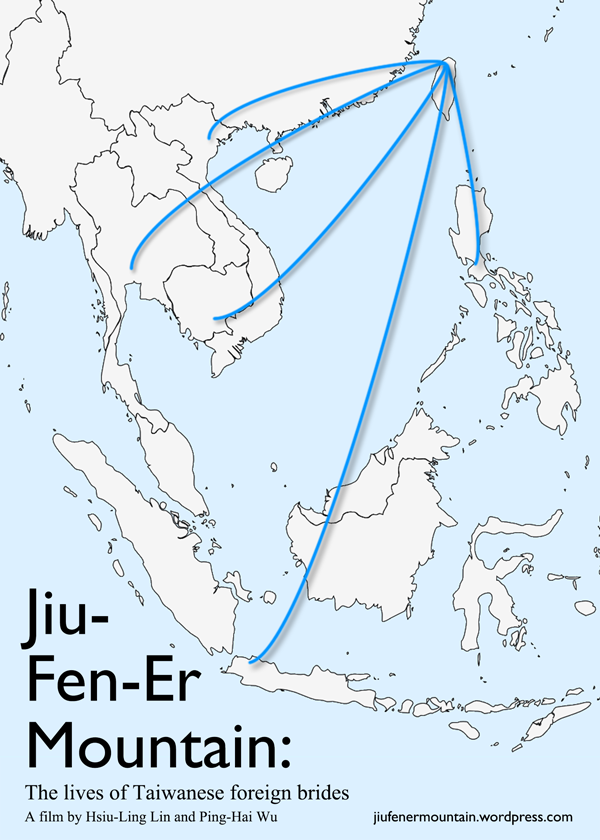 Jiu-
Fen-Er
Mountain:
The lives of Taiwanese foreign brides
A film by Hsiu-Ling Lin and Ping-Hai Wu
jiufenermountain.wordpress.com